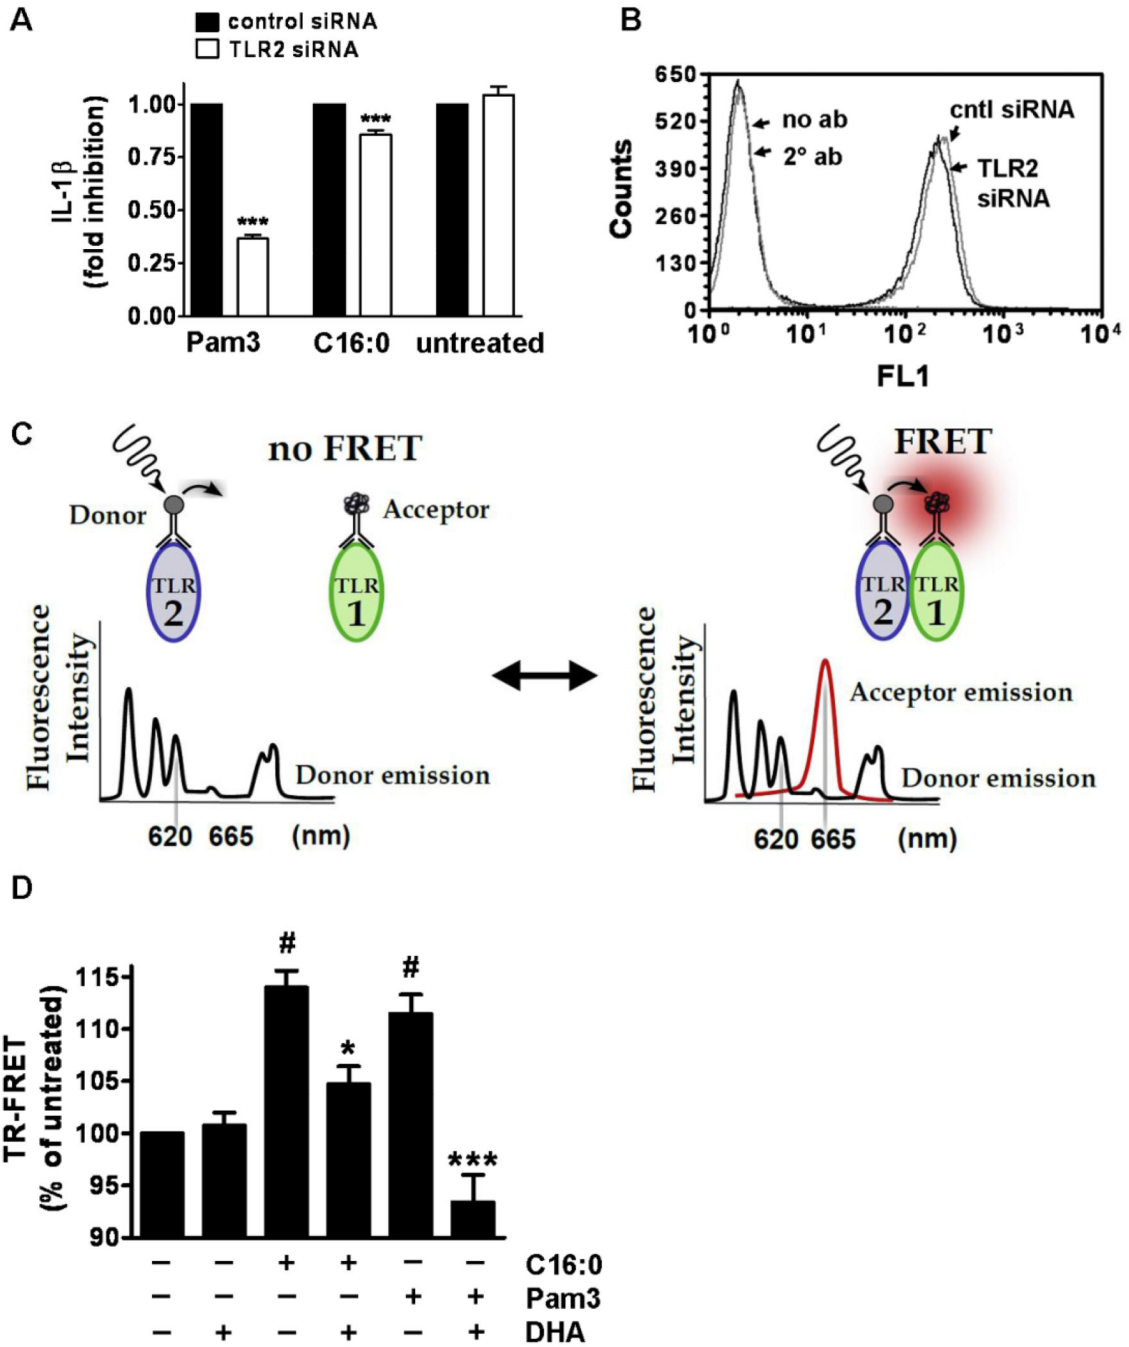 A
control siRNA
TLR2 siRNA
IL-1β
(fold inhibition)
1.00
0.75
0.50
0.25
0.00
***
***
Pam3 C16:0 untreated
B
Counts
650
520
390
260
130
0
no ab
2° ab
cntl siRNA
TLR2
siRNA
10⁰ 10¹ 10² 10³ 10⁴
FL1
C
no FRET
Donor
Acceptor
TLR
2
TLR
1
Fluorescence
Intensity
Donor emission
620 665 (nm)
FRET
TLR
2
TLR
1
Fluorescence
Intensity
Acceptor emission
Donor emission
620 665 (nm)
D
TR-FRET
(% of untreated)
115
110
105
100
95
90
#
*
#
***
− − + + − − C16:0
− − − − + + Pam3
− + − + − + DHA